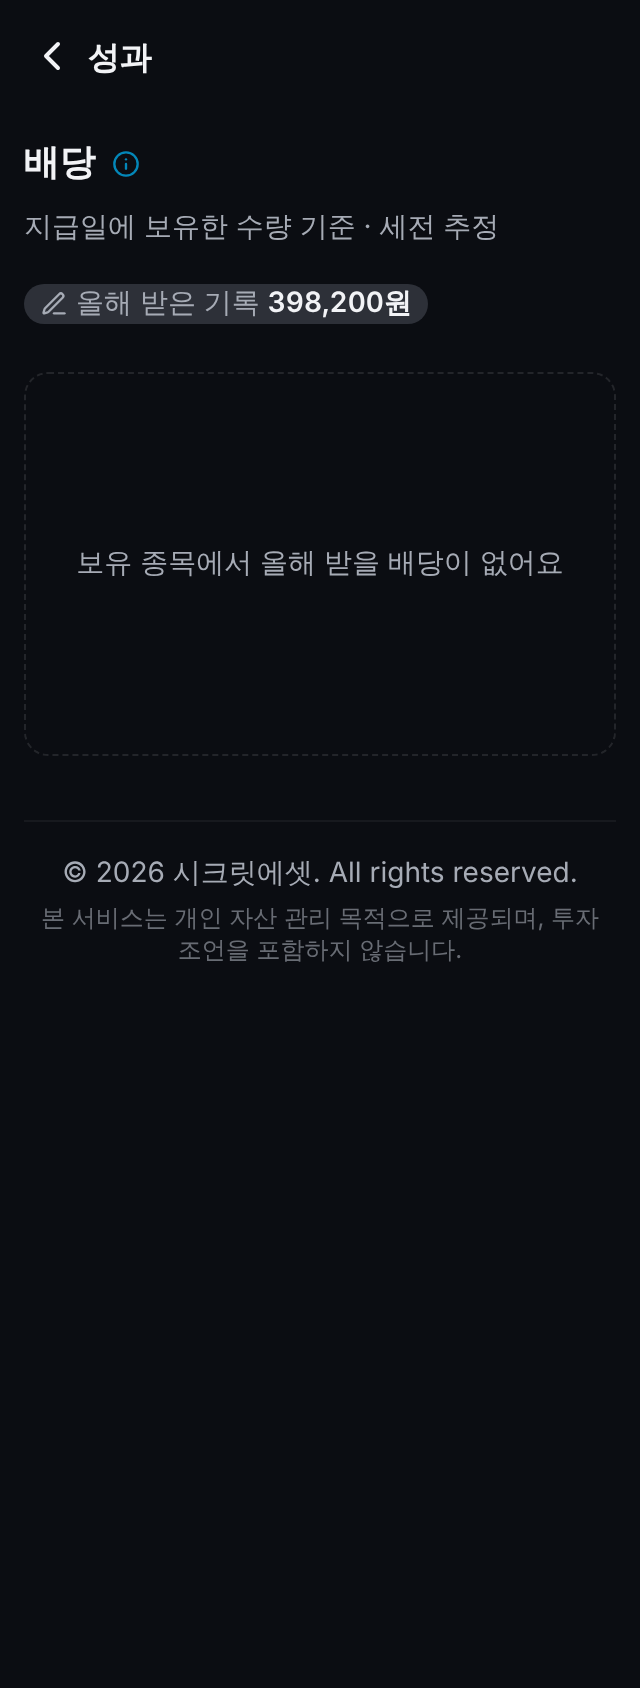 성과
배당
지급일에 보유한 수량 기준 · 세전 추정
올해 받은 기록 398,200원
보유 종목에서 올해 받을 배당이 없어요
© 2026 시크릿에셋. All rights reserved.
본 서비스는 개인 자산 관리 목적으로 제공되며, 투자
조언을 포함하지 않습니다.